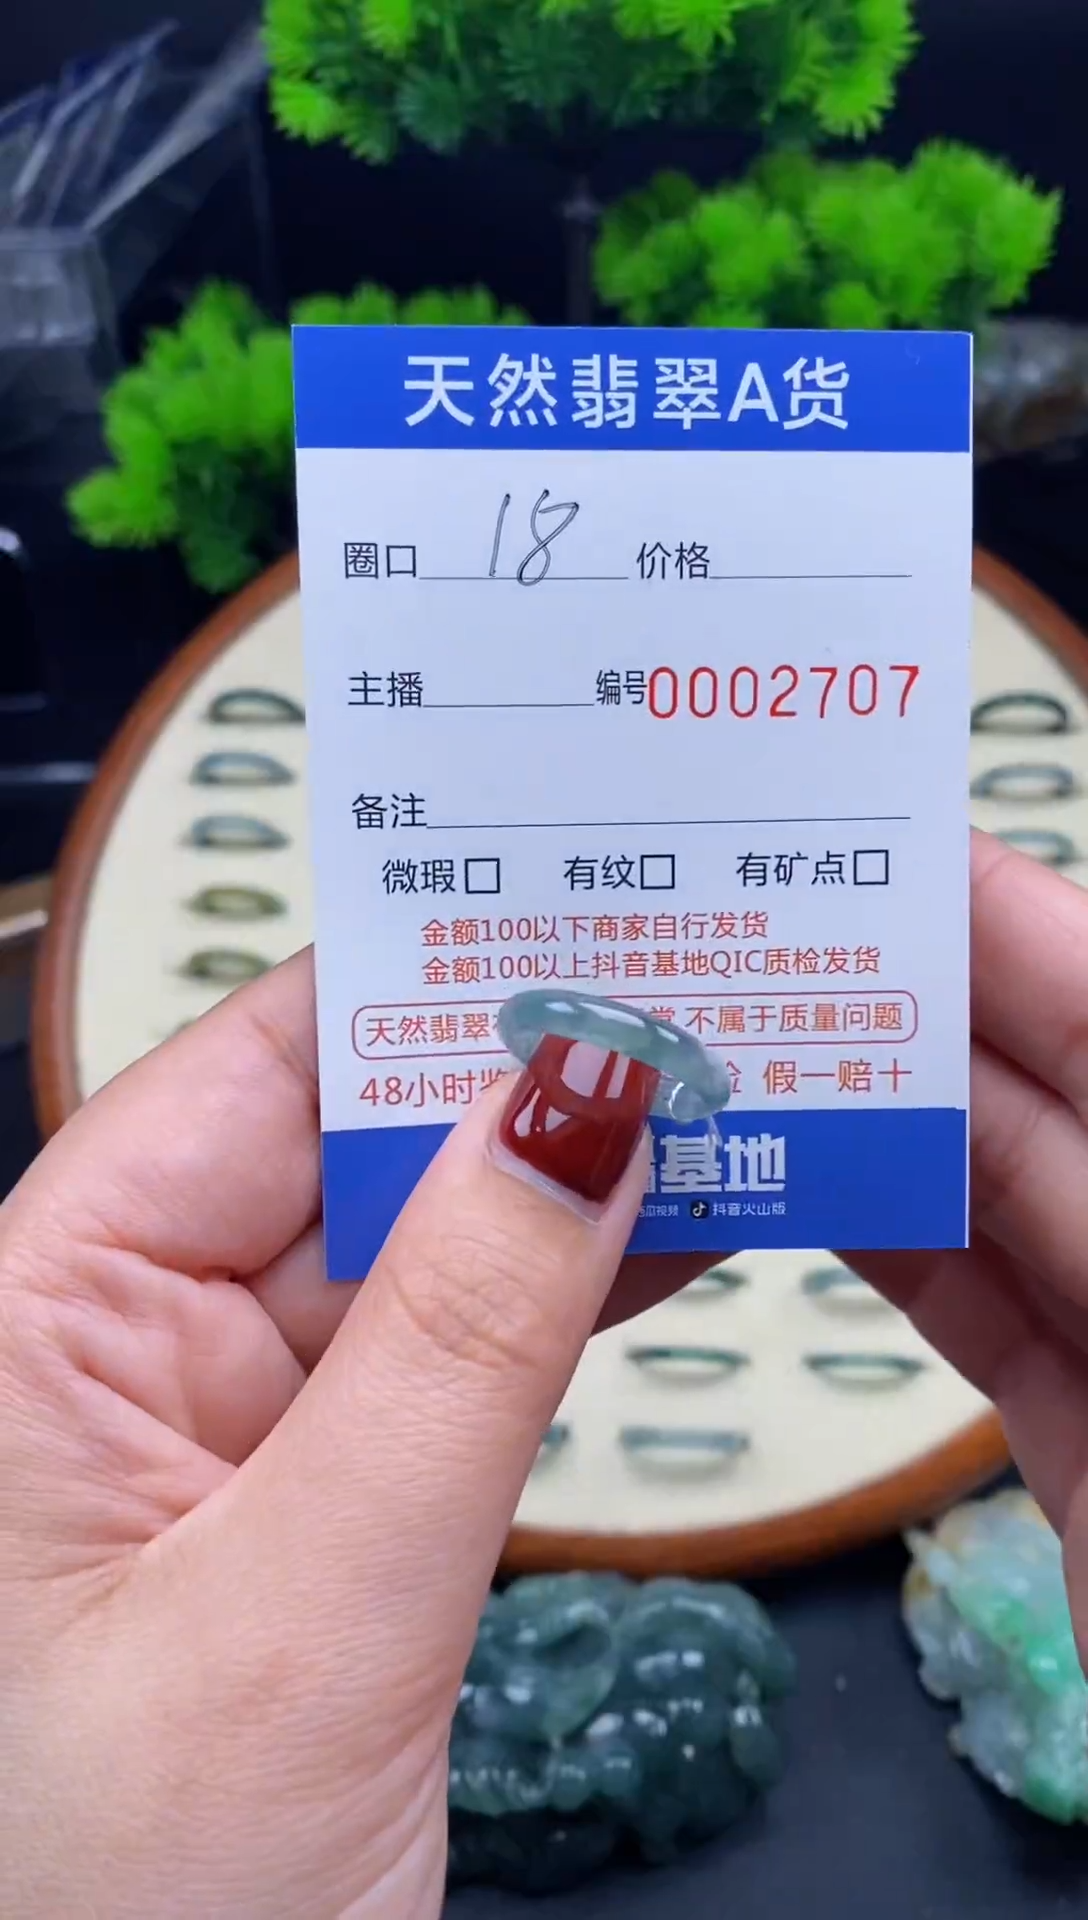 天然翡翠A货
圈口 18 价格
主播 编号0002707
备注
微瑕□ 有纹□ 有矿点□
金额100以下商家自行发货
金额100以上抖音基地QIC质检发货
天然翡翠 不属于质量问题
48小时 假一赔十
基地
视频 抖音火山版